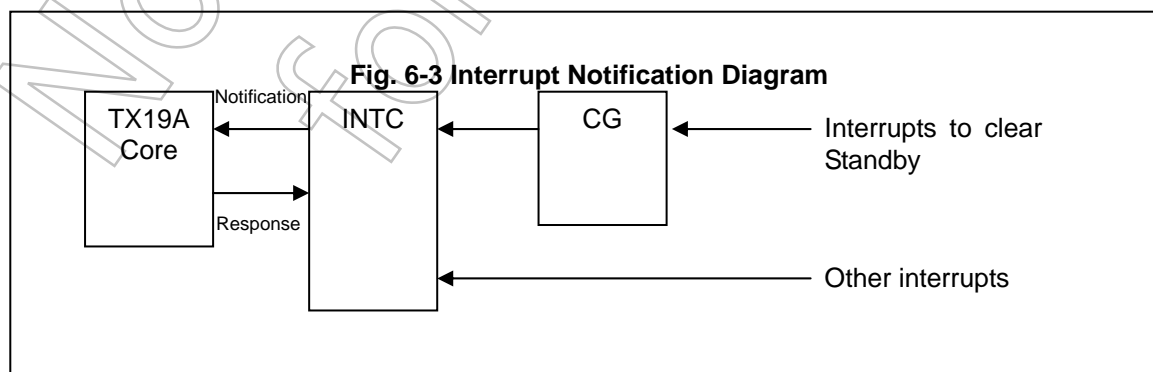 Fig. 6-3 Interrupt Notification Diagram
TX19A
Core
Notification
Response
INTC
CG
Interrupts to clear
Standby
Other interrupts